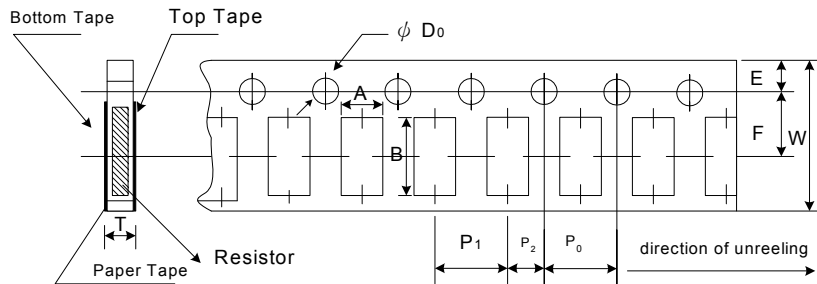 Bottom Tape
Top Tape
ψ D0
A
B
E
F
W
T
Resistor
Paper Tape
P1
P2
P0
direction of unreeling